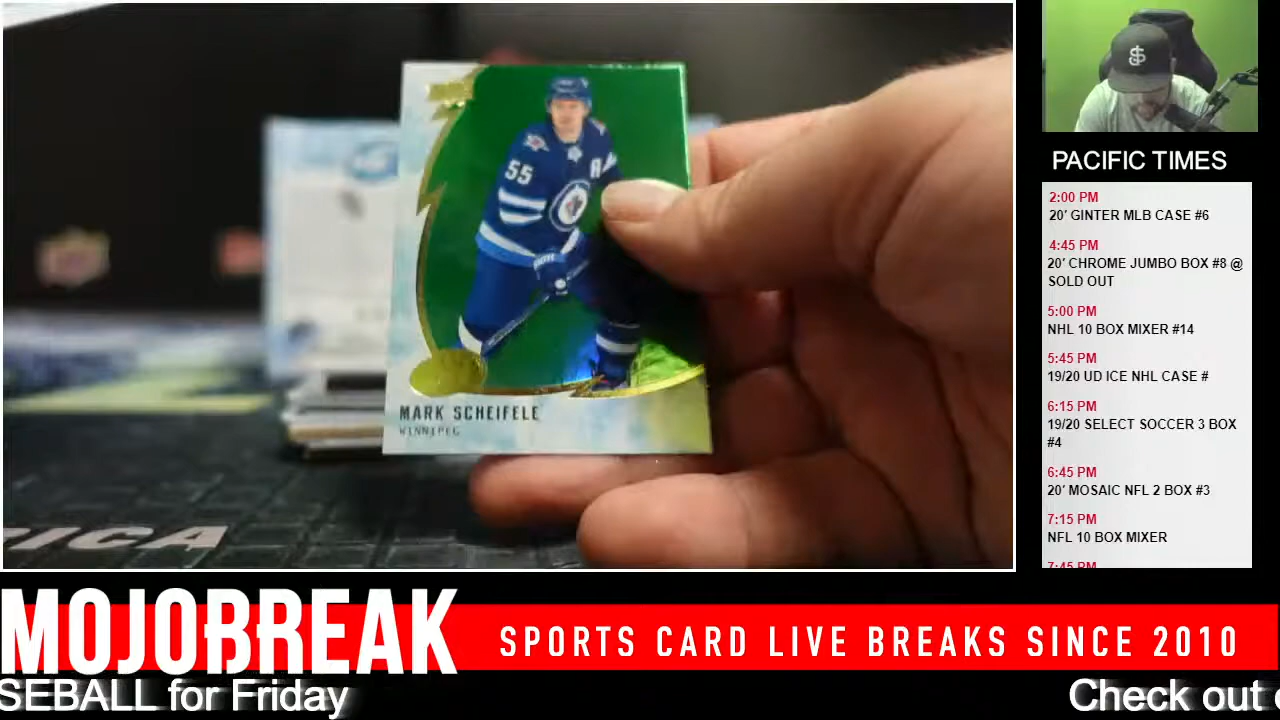 55
A
MARK SCHEIFELE
WINNIPEG
RICA
PACIFIC TIMES
2:00 PM
20' GINTER MLB CASE #6
4:45 PM
20' CHROME JUMBO BOX #8 @
SOLD OUT
5:00 PM
NHL 10 BOX MIXER #14
5:45 PM
19/20 UD ICE NHL CASE #
6:15 PM
19/20 SELECT SOCCER 3 BOX
#4
6:45 PM
20' MOSAIC NFL 2 BOX #3
7:15 PM
NFL 10 BOX MIXER
7:45 PM
MOJOBREAK
SPORTS CARD LIVE BREAKS SINCE 2010
SEBALL for Friday
Check out